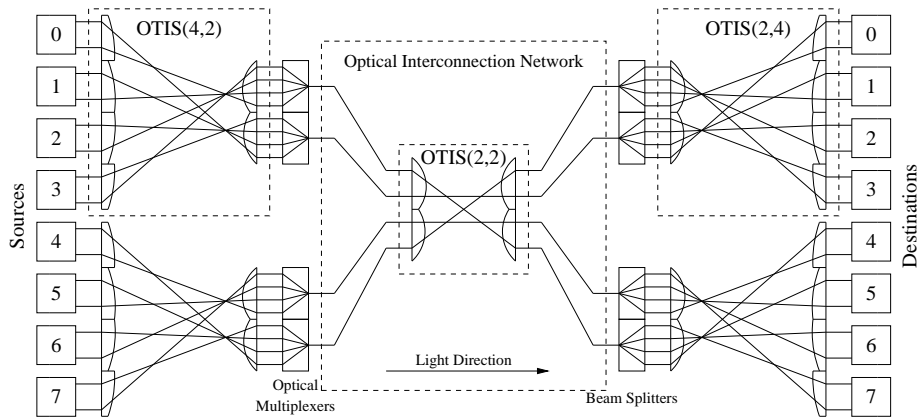 OTIS(4,2)
OTIS(2,4)
Optical Interconnection Network
OTIS(2,2)
Sources
0
1
2
3
4
5
6
7
Destinations
0
1
2
3
4
5
6
7
Light Direction
Optical
Multiplexers
Beam Splitters